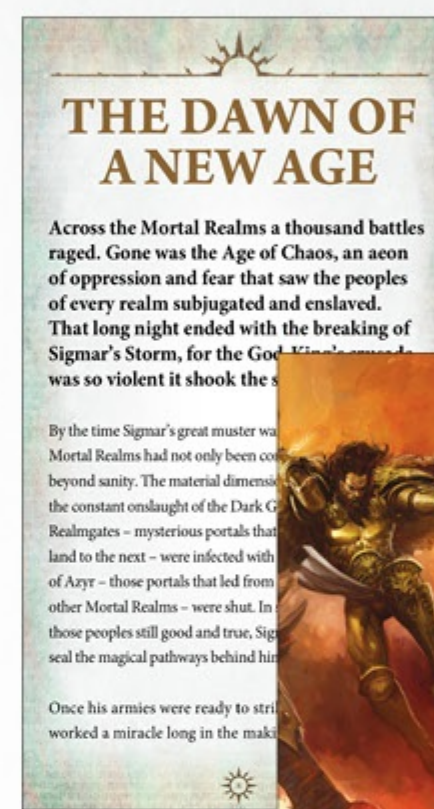 THE DAWN OF
A NEW AGE
Across the Mortal Realms a thousand battles
raged. Gone was the Age of Chaos, an aeon
of oppression and fear that saw the peoples
of every realm subjugated and enslaved.
That long night ended with the breaking of
Sigmar's Storm, for the God-King's crusade
was so violent it shook the
By the time Sigmar's great muster
Mortal Realms had not only been
beyond sanity. The material
the constant onslaught of the Dark
Realmgates – mysterious portals that
land to the next – were infected with
of Azyr – those portals that led from
other Mortal Realms – were shut. In
those peoples still good and true,
seal the magical pathways behind
Once his armies were ready to
worked a miracle long in the